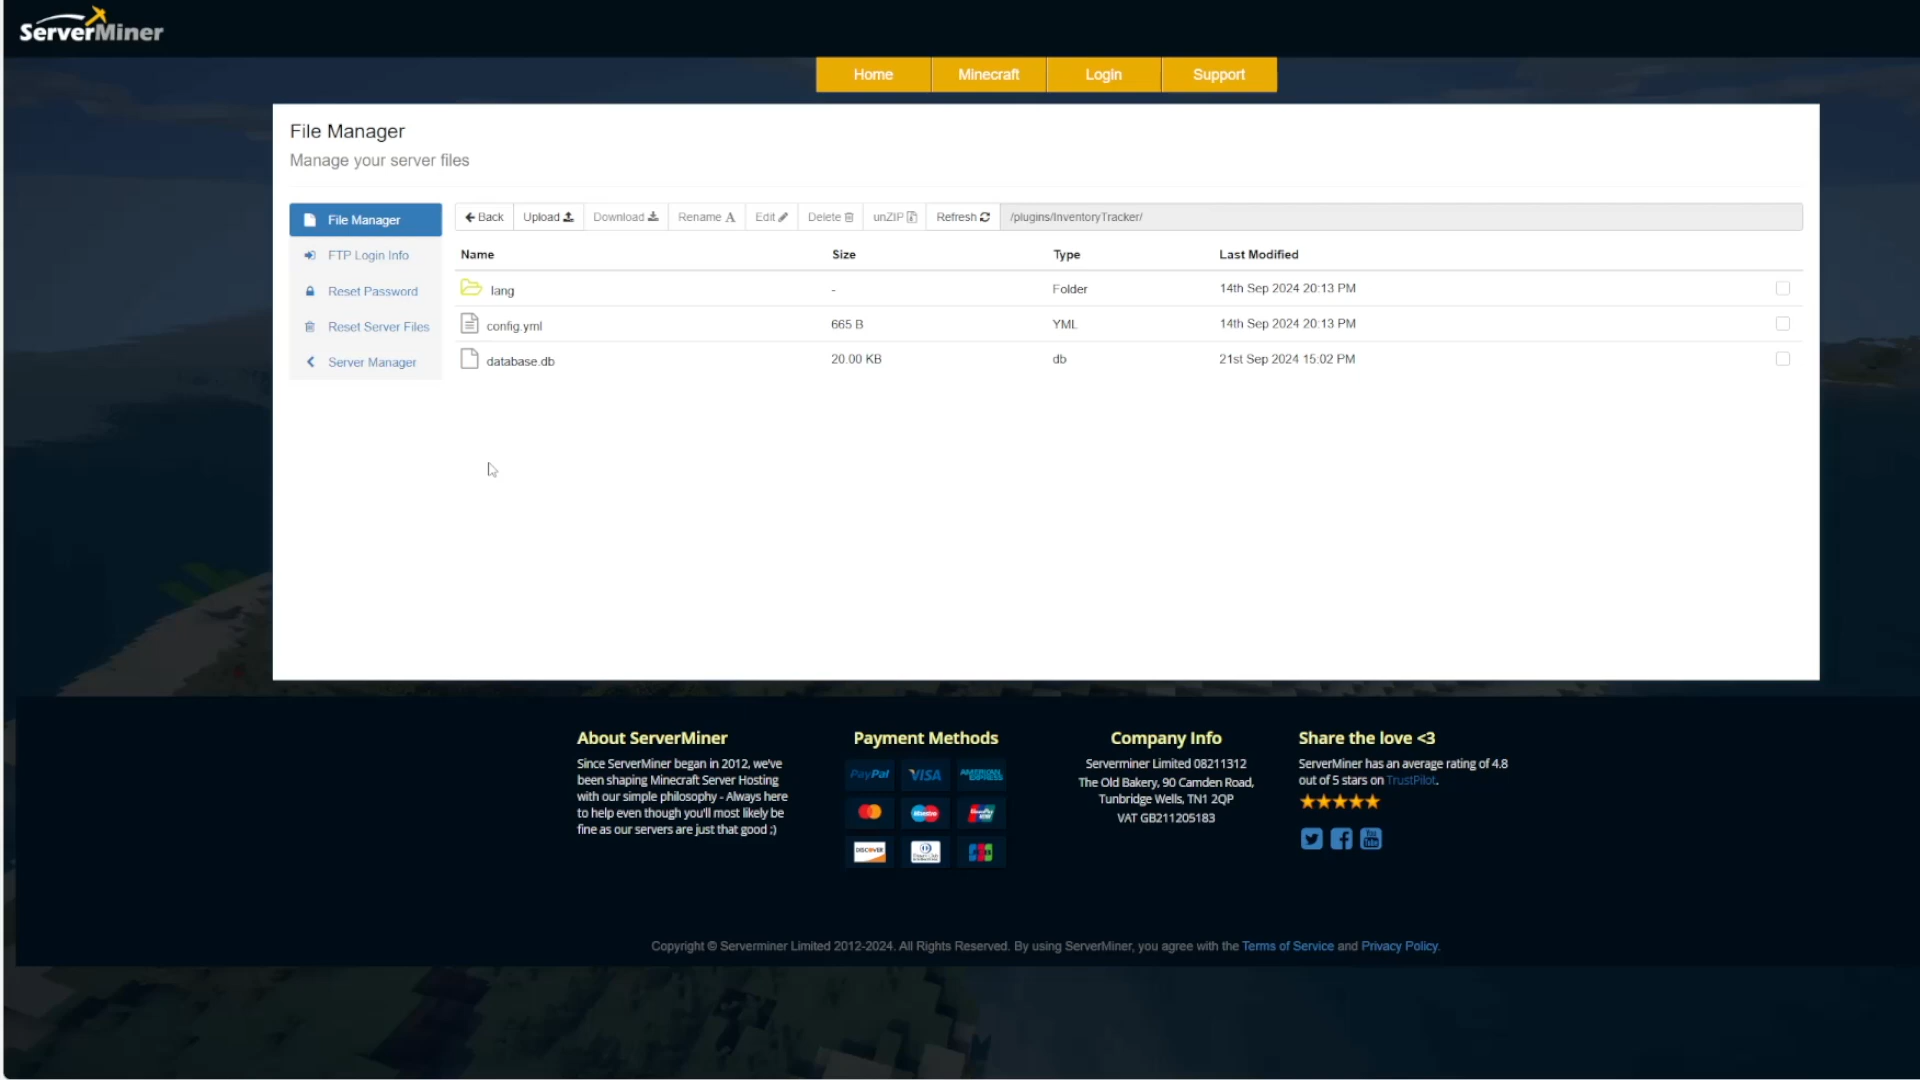 ServerMiner
Home Minecraft Login Support
File Manager
Manage your server files
File Manager
FTP Login Info
Reset Password
Reset Server Files
Server Manager
Back Upload Download Rename Edit Delete unZIP Refresh /plugins/InventoryTracker/
Name Size Type Last Modified
lang - Folder 14th Sep 2024 20:13 PM
config.yml 665 B YML 14th Sep 2024 20:13 PM
database.db 20.00 KB db 21st Sep 2024 15:02 PM
About ServerMiner
Since ServerMiner began in 2012, we've
been shaping Minecraft Server Hosting
with our simple philosophy - Always here
to help even though you'll most likely be
fine as our servers are just that good ;)
Payment Methods
PayPal VISA AMERICAN EXPRESS
Maestro
DISCOVER JCB
Company Info
Serverminer Limited 08211312
The Old Bakery, 90 Camden Road,
Tunbridge Wells, TN1 2QP
VAT GB211205183
Share the love <3
ServerMiner has an average rating of 4.8
out of 5 stars on TrustPilot.
You Tube
Copyright © Serverminer Limited 2012-2024. All Rights Reserved. By using ServerMiner, you agree with the Terms of Service and Privacy Policy.